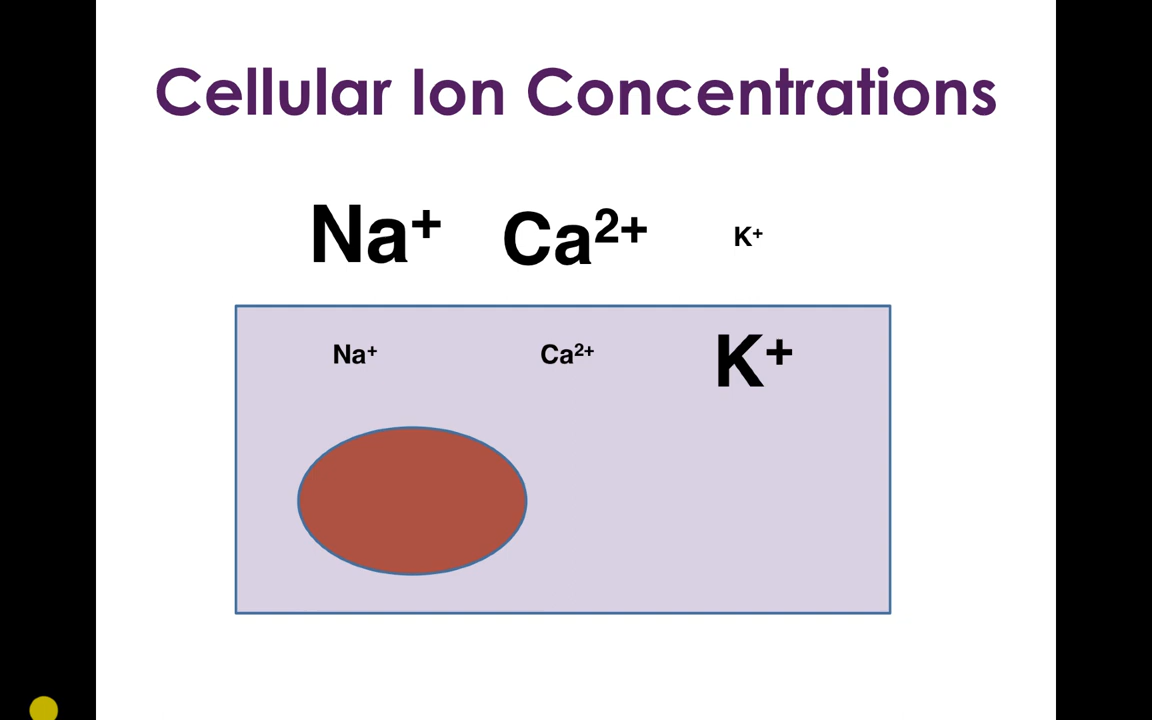 Cellular Ion Concentrations
Na⁺ Ca²⁺ K⁺
Na⁺ Ca²⁺ K⁺